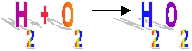 H₂+O₂ → H₂O₂